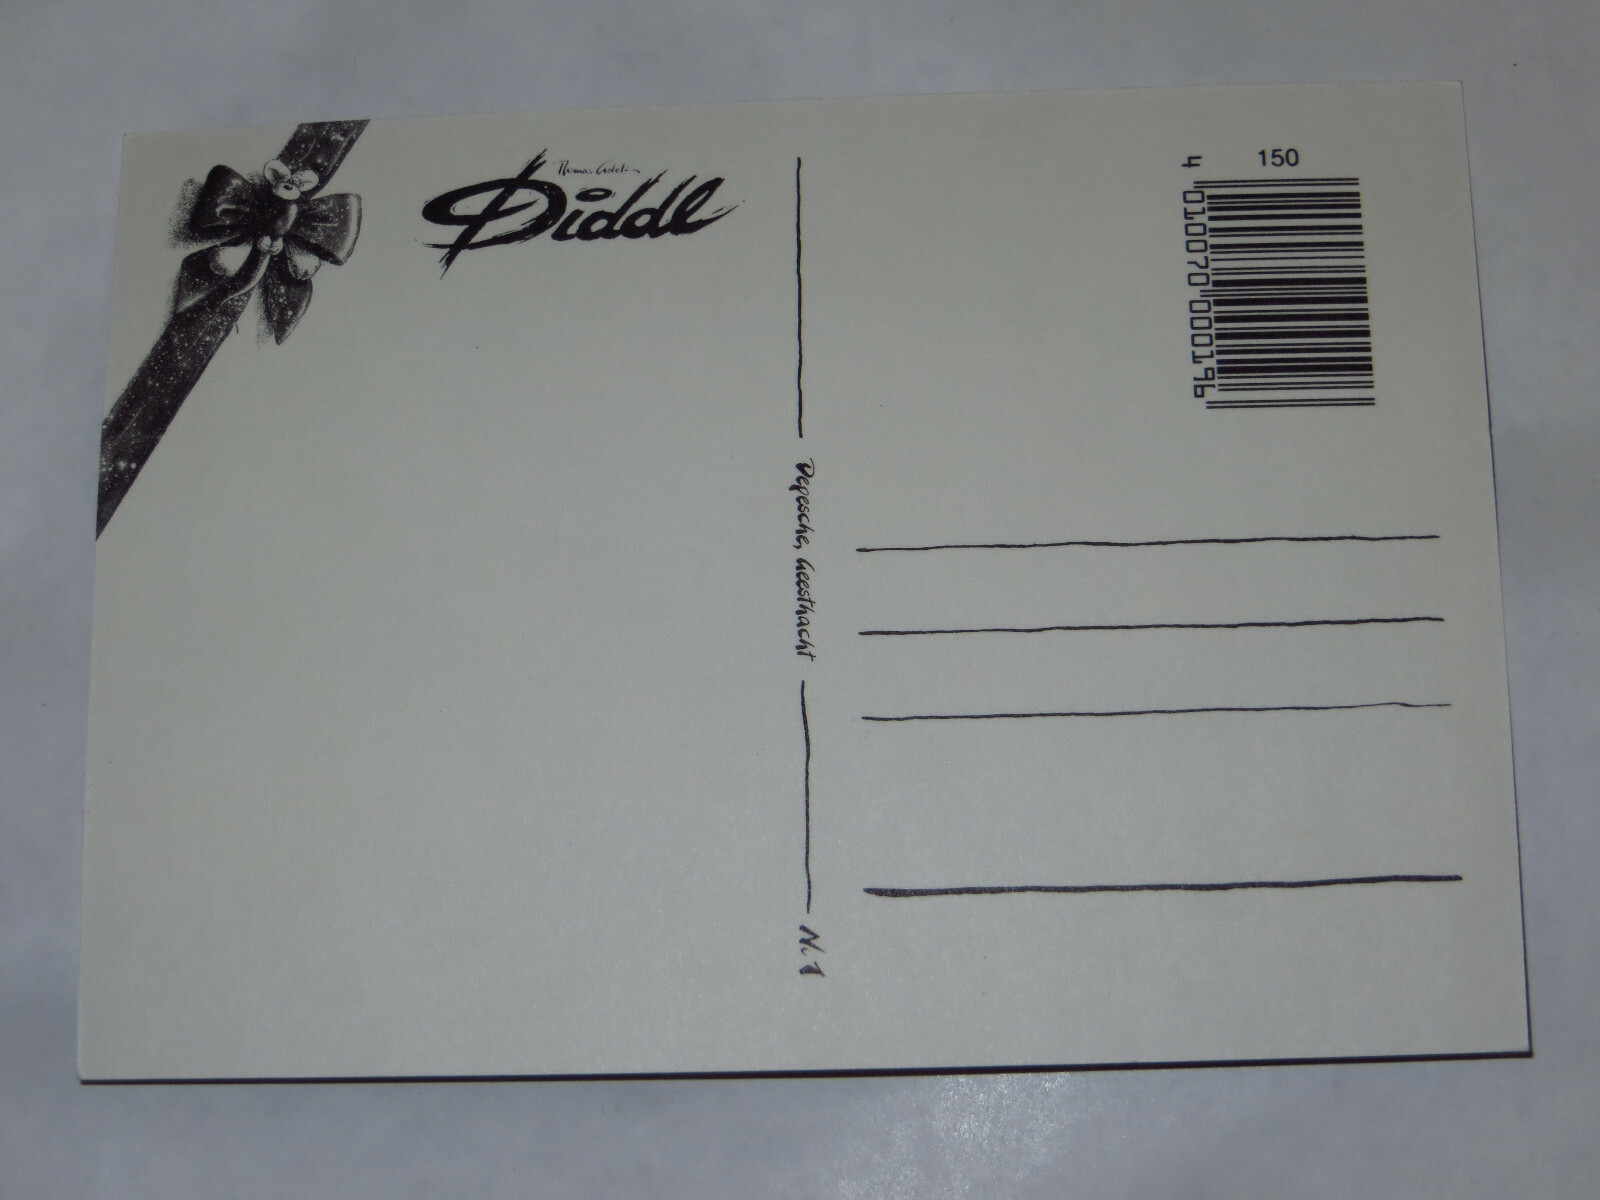 Thomas Goletz
Diddl
Depesche, Geesthacht
Nr. 1
150
4 010070 000196